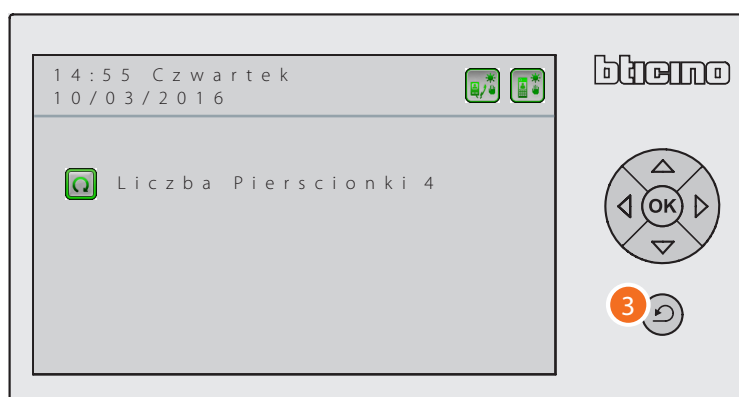 14:55 Czwartek
10/03/2016
bticino
Liczba Pierscionki 4
OK
3